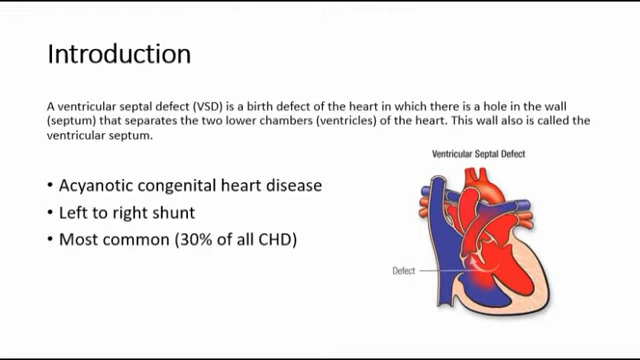 Introduction
A ventricular septal defect (VSD) is a birth defect of the heart in which there is a hole in the wall
(septum) that separates the two lower chambers (ventricles) of the heart. This wall also is called the
ventricular septum.
Ventricular Septal Defect
• Acyanotic congenital heart disease
• Left to right shunt
• Most common (30% of all CHD)
Defect